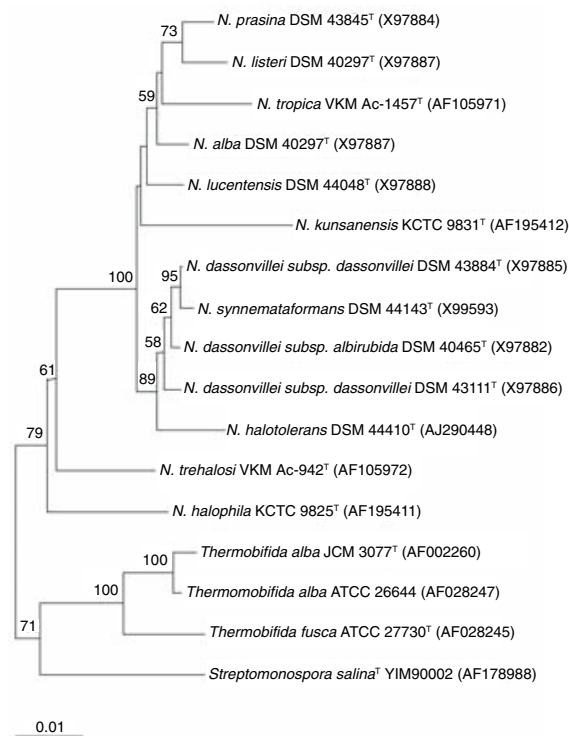 73
N. prasina DSM 43845ᵀ (X97884)
N. listeri DSM 40297ᵀ (X97887)
59
N. tropica VKM Ac-1457ᵀ (AF105971)
N. alba DSM 40297ᵀ (X97887)
N. lucentensis DSM 44048ᵀ (X97888)
N. kunsanensis KCTC 9831ᵀ (AF195412)
100
95
N. dassonvillei subsp. dassonvillei DSM 43884ᵀ (X97885)
N. synnemataformans DSM 44143ᵀ (X99593)
62
N. dassonvillei subsp. albirubida DSM 40465ᵀ (X97882)
58
N. dassonvillei subsp. dassonvillei DSM 43111ᵀ (X97886)
89
N. halotolerans DSM 44410ᵀ (AJ290448)
61
N. trehalosi VKM Ac-942ᵀ (AF105972)
79
N. halophila KCTC 9825ᵀ (AF195411)
100
Thermobifida alba JCM 3077ᵀ (AF002260)
Thermomobifida alba ATCC 26644 (AF028247)
100
Thermobifida fusca ATCC 27730ᵀ (AF028245)
71
Streptomonospora salinaᵀ YIM90002 (AF178988)
0.01